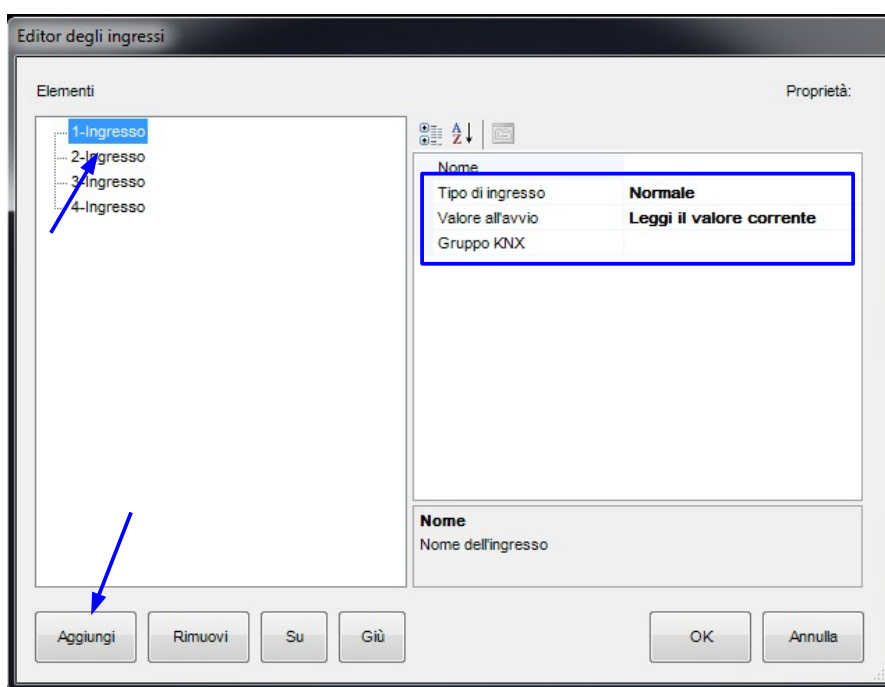 Editor degli ingressi
Elementi
Proprietà:
1-Ingresso
2-Ingresso
3-Ingresso
4-Ingresso
Nome
Tipo di ingresso Normale
Valore all'avvio Leggi il valore corrente
Gruppo KNX
Nome
Nome dell'ingresso
Aggiungi Rimuovi Su Giù OK Annulla